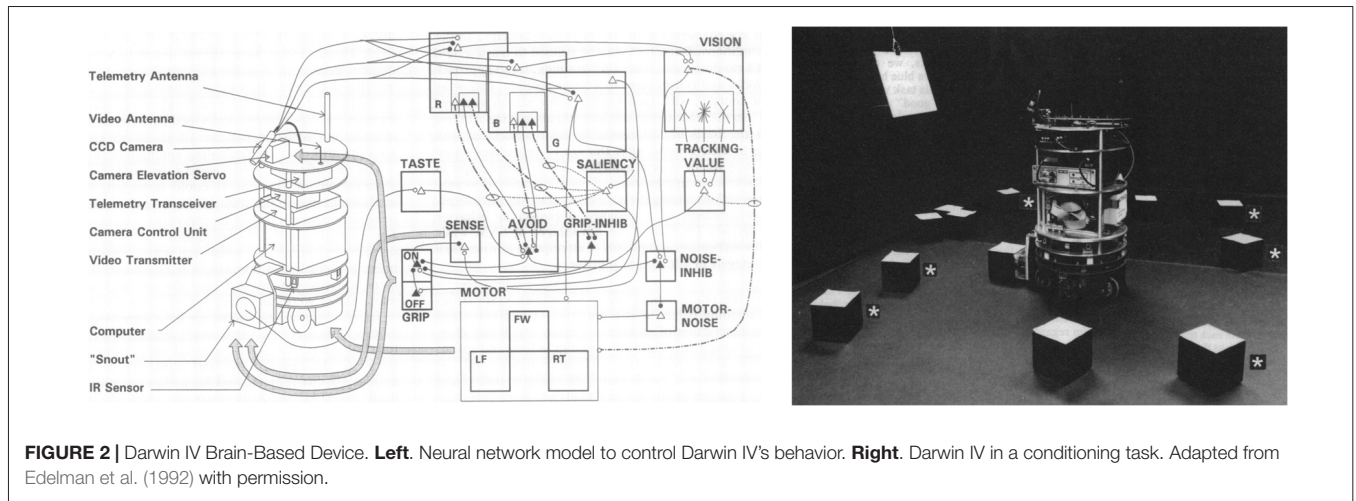 Telemetry Antenna
Video Antenna
CCD Camera
Camera Elevation Servo
Telemetry Transceiver
Camera Control Unit
Video Transmitter
Computer
"Snout"
IR Sensor
R
B
G
VISION
TASTE
SALIENCY
TRACKING-
VALUE
SENSE
AVOID
GRIP-INHIB
ON
OFF
GRIP
MOTOR
NOISE-
INHIB
MOTOR-
NOISE
FW
LF
RT
*
*
*
*
*
*
FIGURE 2 | Darwin IV Brain-Based Device. Left. Neural network model to control Darwin IV's behavior. Right. Darwin IV in a conditioning task. Adapted from
Edelman et al. (1992) with permission.